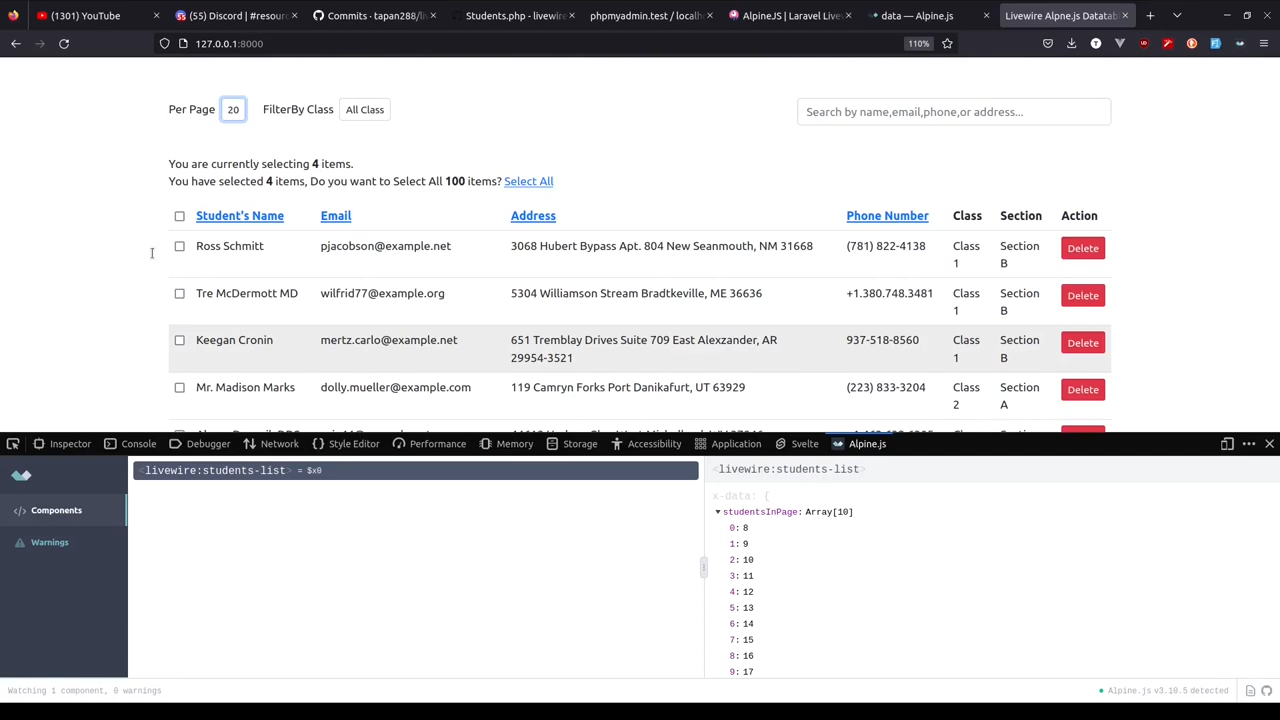 (1301) YouTube
(55) Discord | #resourc
Commits · tapan288/liv
Students.php - livewire
phpmyadmin.test / localh
AlpineJS | Laravel Live
data — Alpine.js
Livewire Alpne.js Datatab
127.0.0.1:8000
110%
Per Page
20
FilterBy Class
All Class
Search by name,email,phone, or address...
You are currently selecting 4 items.
You have selected 4 items, Do you want to Select All 100 items? Select All
Student's Name Email Address Phone Number Class Section Action
Ross Schmitt pjacobson@example.net 3068 Hubert Bypass Apt. 804 New Seanmouth, NM 31668 (781) 822-4138 Class Section Delete
1 B
Tre McDermott MD wilfrid77@example.org 5304 Williamson Stream Bradtkeville, ME 36636 +1.380.748.3481 Class Section Delete
1 B
Keegan Cronin mertz.carlo@example.net 651 Tremblay Drives Suite 709 East Alexzander, AR 937-518-8560 Class Section Delete
29954-3521 1 B
Mr. Madison Marks dolly.mueller@example.com 119 Camryn Forks Port Danikafurt, UT 63929 (223) 833-3204 Class Section Delete
2 A
Inspector Console Debugger Network Style Editor Performance Memory Storage Accessibility Application Svelte Alpine.js
Components
Warnings
<livewire:students-list> = $x0
<livewire:students-list>
x-data: {
studentsInPage: Array[10]
0: 8
1: 9
2: 10
3: 11
4: 12
5: 13
6: 14
7: 15
8: 16
9: 17
Watching 1 component, 0 warnings
Alpine.js v3.10.5 detected